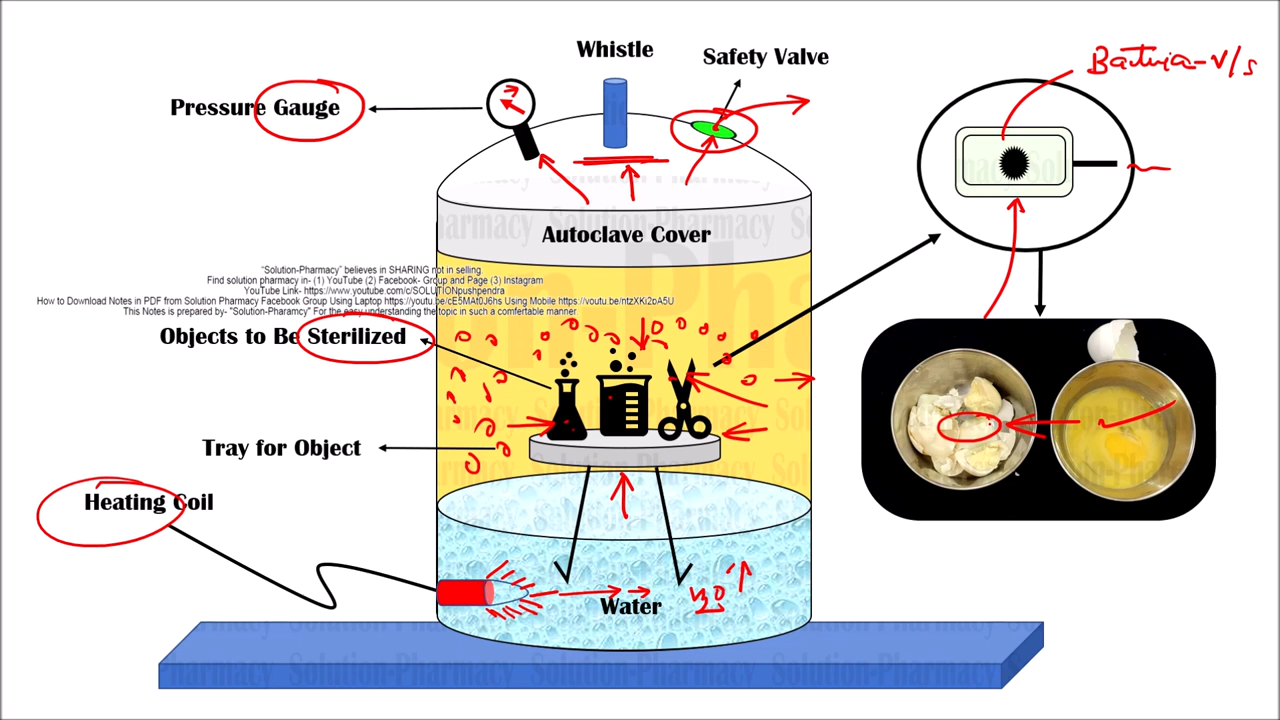 Whistle
Safety Valve
Pressure Gauge
Autoclave Cover
"Solution-Pharmacy" believes in SHARING not in selling.
Find solution pharmacy in- (1) YouTube (2) Facebook- Group and Page (3) Instagram
YouTube Link- https://www.youtube.com/c/SOLUTIONpushpendra
How to Download Notes in PDF from Solution Pharmacy Facebook Group Using Laptop https://youtu.be/cE5MAt0J6hs Using Mobile https://youtu.be/ntzXKi2pA5U
This Notes is prepared by- "Solution-Pharamcy" For the easy understanding the topic in such a comfertable manner.
Objects to Be Sterilized
Tray for Object
Heating Coil
Water
Solution-Pharmacy